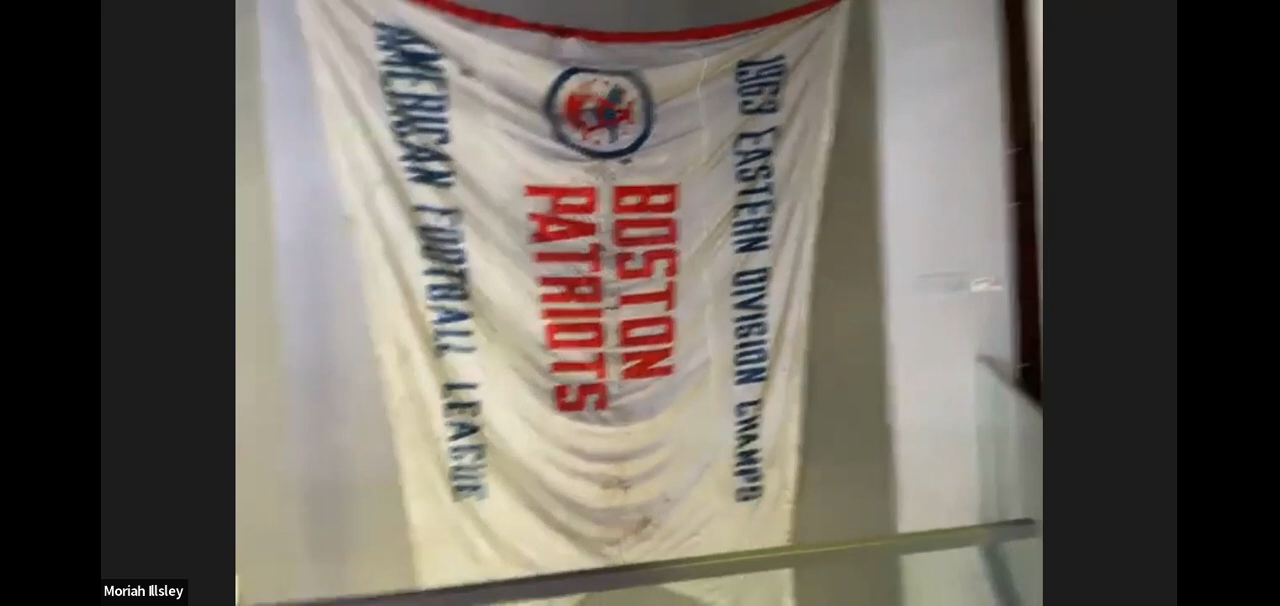 1963 EASTERN DIVISION CHAMPS
BOSTON
PATRIOTS
AMERICAN FOOTBALL LEAGUE
Moriah Illsley